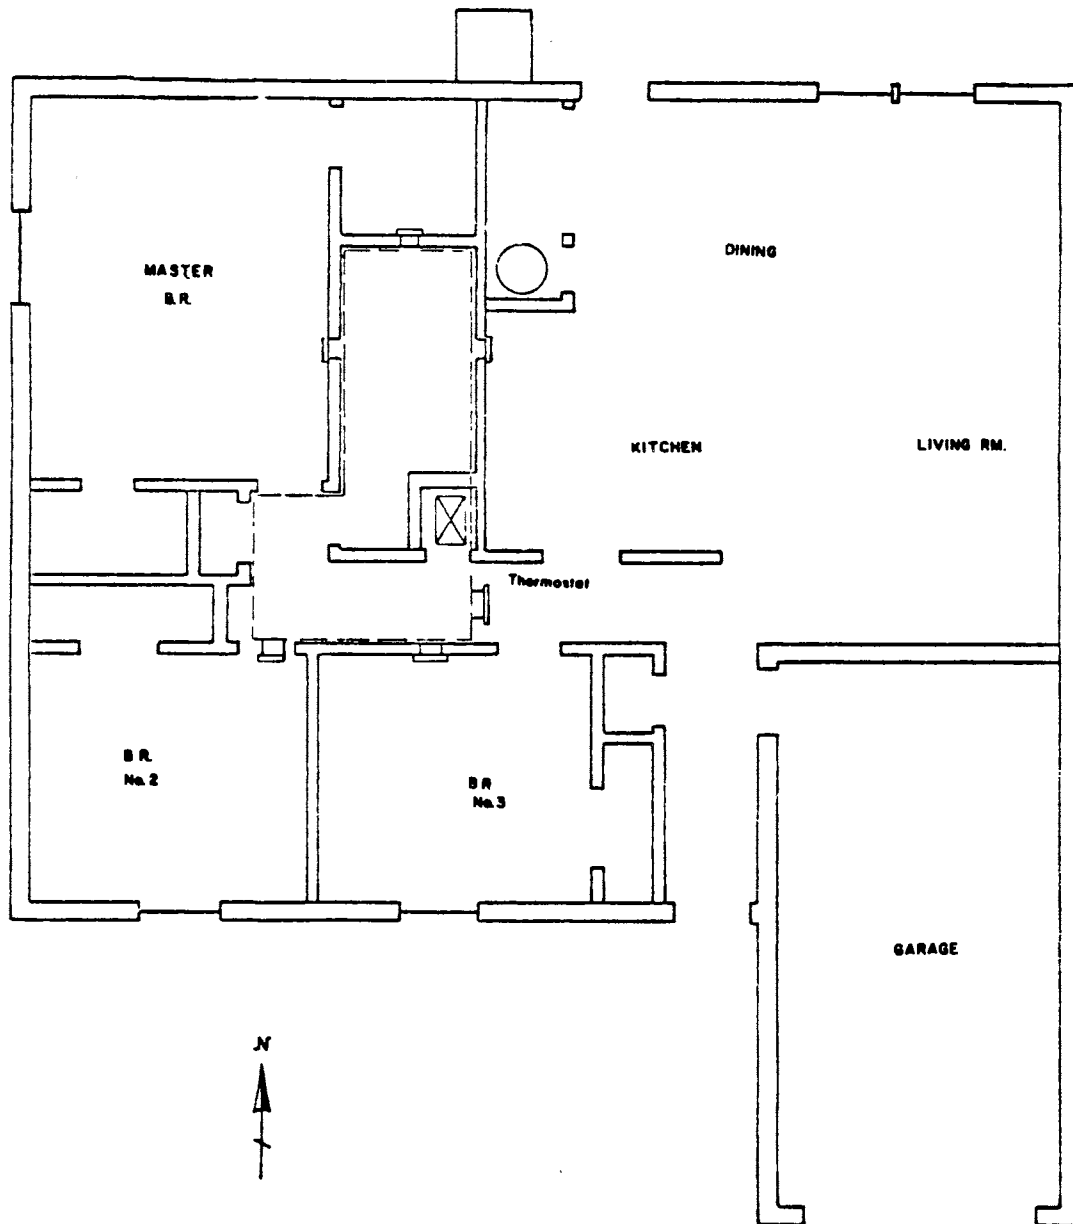 DINING
MASTER
B.R.
KITCHEN
LIVING RM.
Thermostat
B R.
No. 2
B R
No. 3
GARAGE
N